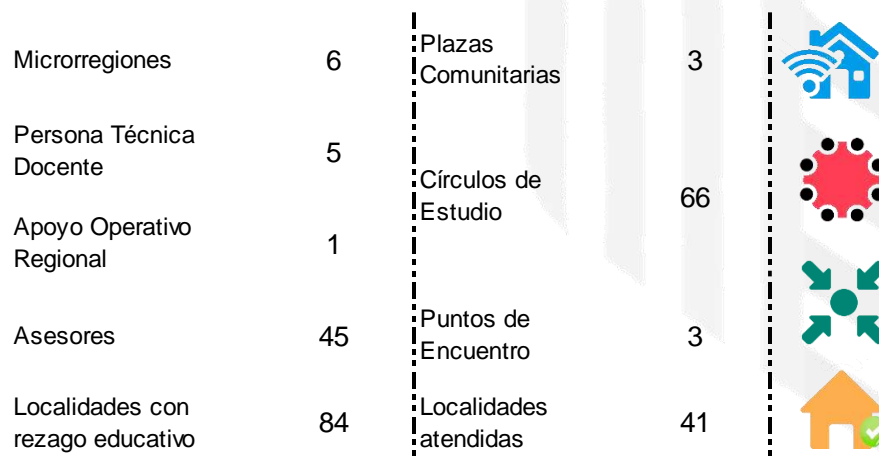 Microrregiones 6
Persona Técnica
Docente 5
Apoyo Operativo
Regional 1
Asesores 45
Localidades con
rezago educativo 84
Plazas
Comunitarias 3
Círculos de
Estudio 66
Puntos de
Encuentro 3
Localidades
atendidas 41